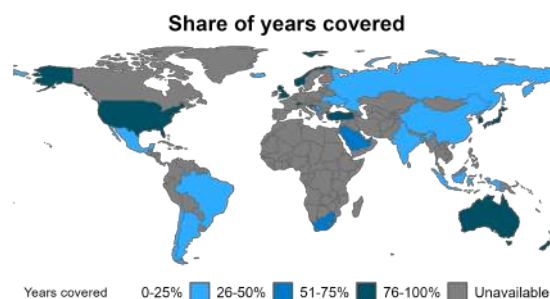 Share of years covered
Years covered 0-25% 26-50% 51-75% 76-100% Unavailable